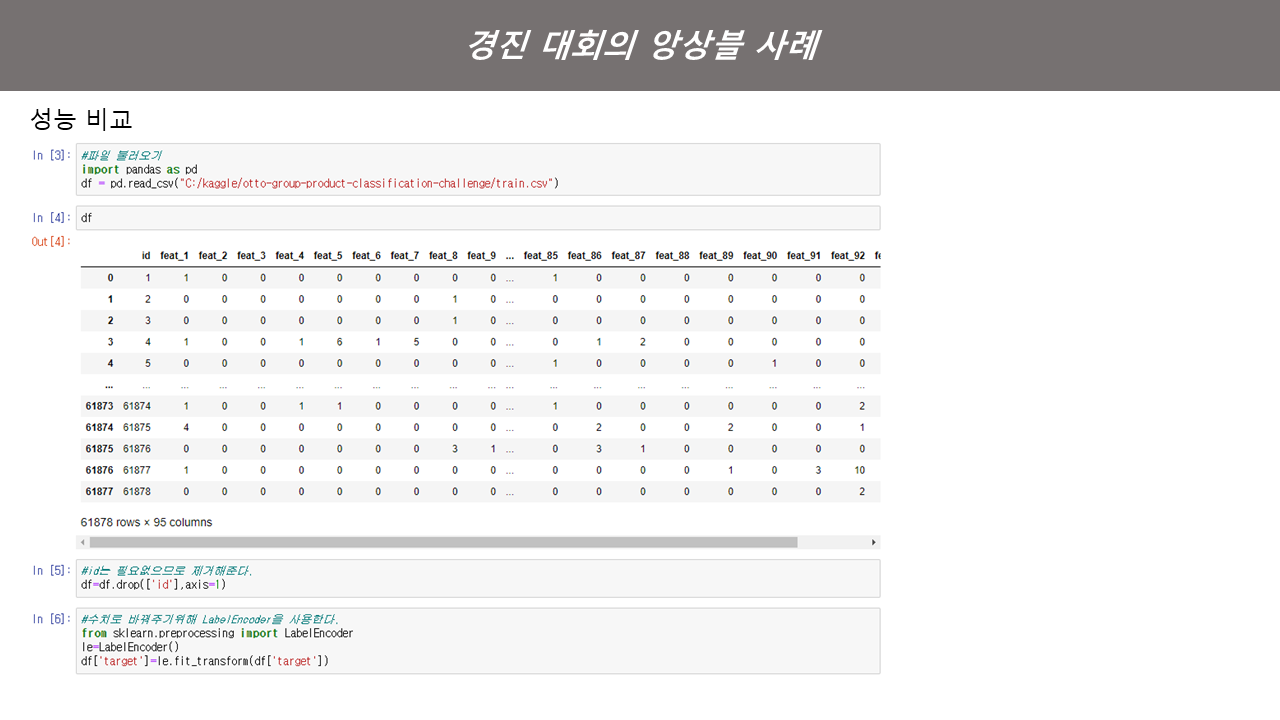 경진 대회의 앙상블 사례
성능 비교
In [3]:
#파일 불러오기
import pandas as pd
df = pd.read_csv("C:/kaggle/otto-group-product-classification-challenge/train.csv")
In [4]:
df
Out[4]:
id feat_1 feat_2 feat_3 feat_4 feat_5 feat_6 feat_7 feat_8 feat_9 ... feat_85 feat_86 feat_87 feat_88 feat_89 feat_90 feat_91 feat_92
0 1 1 0 0 0 0 0 0 0 0 ... 1 0 0 0 0 0 0 0
1 2 0 0 0 0 0 0 0 1 0 ... 0 0 0 0 0 0 0 0
2 3 0 0 0 0 0 0 0 1 0 ... 0 0 0 0 0 0 0 0
3 4 1 0 0 1 6 1 5 0 0 ... 0 1 2 0 0 0 0 0
4 5 0 0 0 0 0 0 0 0 0 ... 1 0 0 0 0 1 0 0
... ... ... ... ... ... ... ... ... ... ... ... ... ... ... ... ... ... ... ...
61873 61874 1 0 0 1 1 0 0 0 0 ... 1 0 0 0 0 0 0 2
61874 61875 4 0 0 0 0 0 0 0 0 ... 0 2 0 0 2 0 0 1
61875 61876 0 0 0 0 0 0 0 3 1 ... 0 3 1 0 0 0 0 0
61876 61877 1 0 0 0 0 0 0 0 0 ... 0 0 0 0 1 0 3 10
61877 61878 0 0 0 0 0 0 0 0 0 ... 0 0 0 0 0 0 0 2
61878 rows × 95 columns
In [5]:
#id는 필요없으므로 제거해준다.
df=df.drop(['id'],axis=1)
In [6]:
#수치로 바꿔주기위해 LabelEncoder을 사용한다.
from sklearn.preprocessing import LabelEncoder
le=LabelEncoder()
df['target']=le.fit_transform(df['target'])